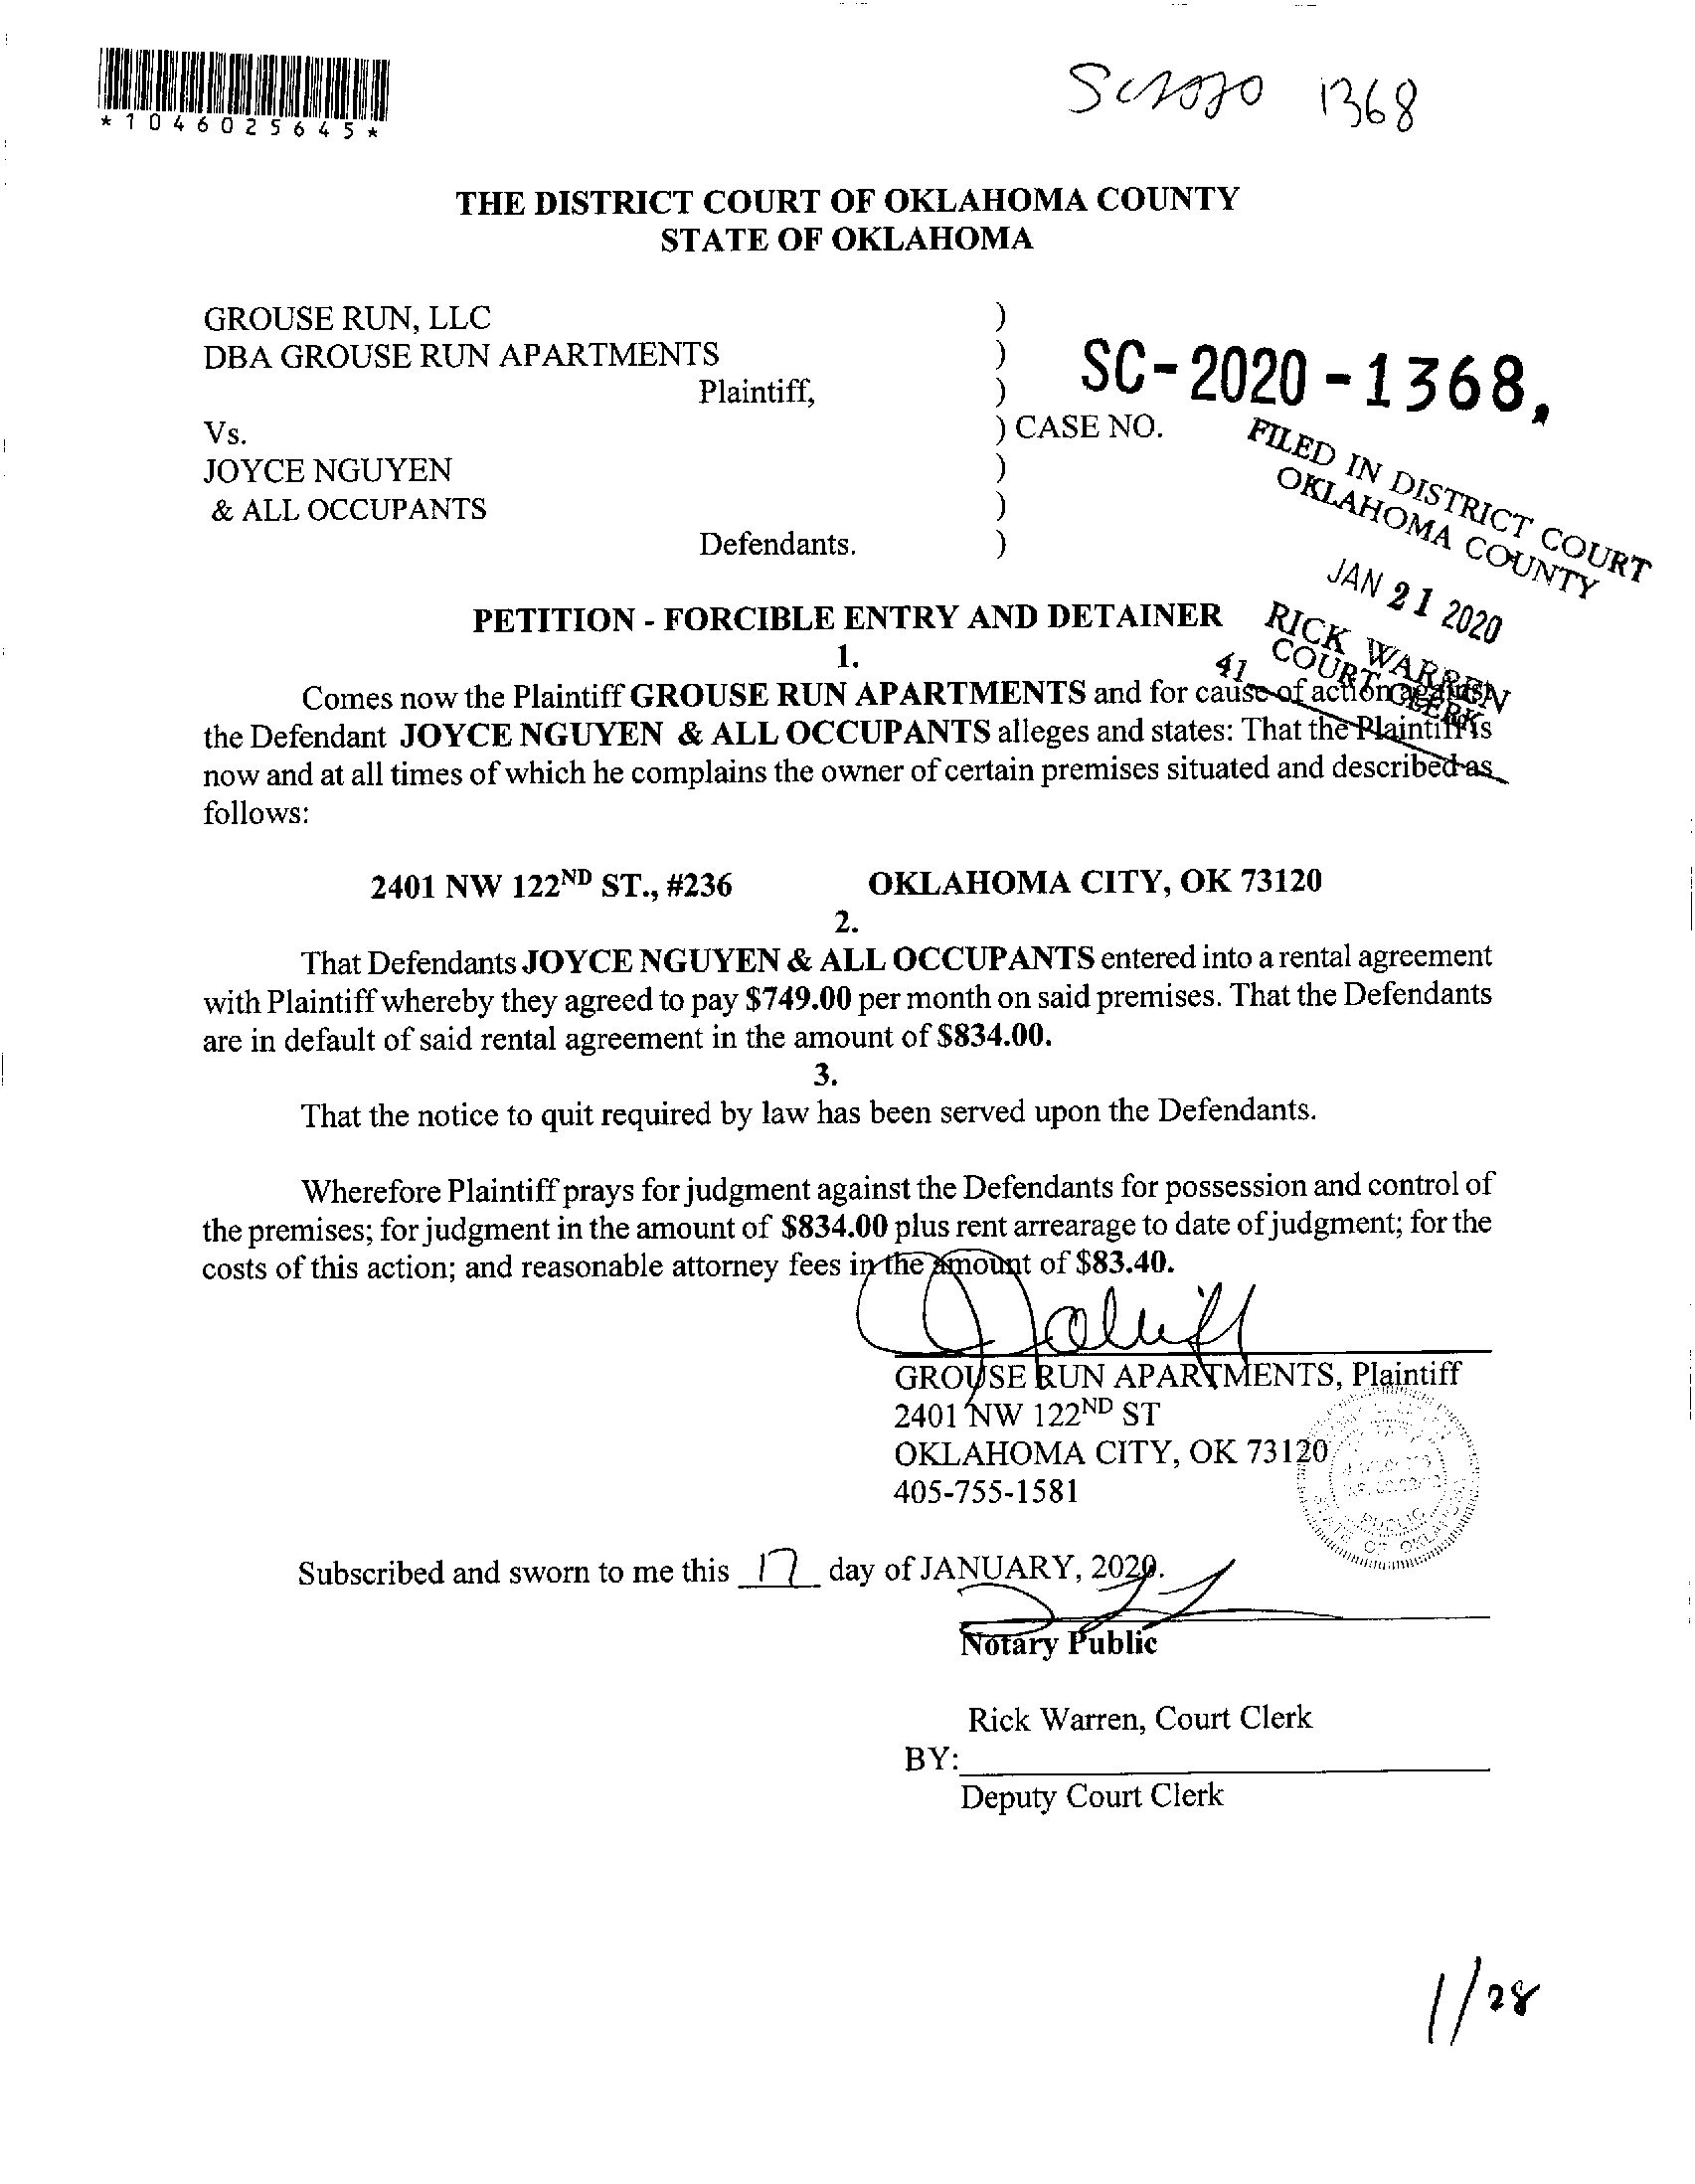 *1046025645*
SC2020 1368
THE DISTRICT COURT OF OKLAHOMA COUNTY
STATE OF OKLAHOMA
GROUSE RUN, LLC )
DBA GROUSE RUN APARTMENTS )
Plaintiff, )
SC-2020-1368,
Vs. ) CASE NO.
JOYCE NGUYEN )
& ALL OCCUPANTS )
Defendants. )
FILED IN DISTRICT COURT
OKLAHOMA COUNTY
JAN 21 2020
RICK WARREN
COURT CLERK
41
PETITION - FORCIBLE ENTRY AND DETAINER
1.
Comes now the Plaintiff GROUSE RUN APARTMENTS and for cause of action against
the Defendant JOYCE NGUYEN & ALL OCCUPANTS alleges and states: That the Plaintiff is
now and at all times of which he complains the owner of certain premises situated and described as
follows:
2401 NW 122ND ST., #236 OKLAHOMA CITY, OK 73120
2.
That Defendants JOYCE NGUYEN & ALL OCCUPANTS entered into a rental agreement
with Plaintiff whereby they agreed to pay $749.00 per month on said premises. That the Defendants
are in default of said rental agreement in the amount of $834.00.
3.
That the notice to quit required by law has been served upon the Defendants.
Wherefore Plaintiff prays for judgment against the Defendants for possession and control of
the premises; for judgment in the amount of $834.00 plus rent arrearage to date of judgment; for the
costs of this action; and reasonable attorney fees in the amount of $83.40.
GROUSE RUN APARTMENTS, Plaintiff
2401 NW 122ND ST
OKLAHOMA CITY, OK 73120
405-755-1581
PUBLIC
STATE OF OKLAHOMA
Subscribed and sworn to me this 17 day of JANUARY, 2020.
Notary Public
Rick Warren, Court Clerk
BY:
Deputy Court Clerk
1/28